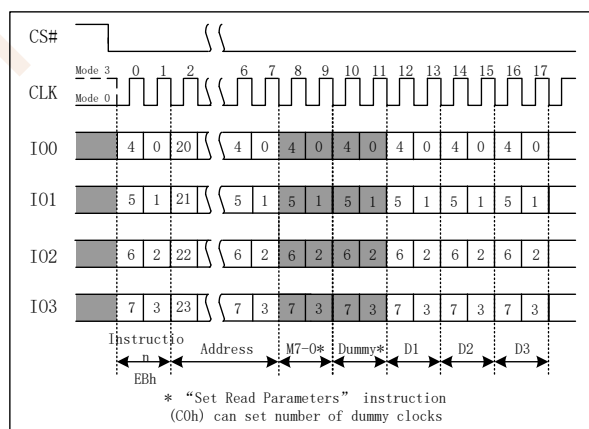 CS#
Mode 3 0 1 2 6 7 8 9 10 11 12 13 14 15 16 17
CLK
Mode 0
IO0 4 0 20 4 0 4 0 4 0 4 0 4 0 4 0
IO1 5 1 21 5 1 5 1 5 1 5 1 5 1 5 1
IO2 6 2 22 6 2 6 2 6 2 6 2 6 2 6 2
IO3 7 3 23 7 3 7 3 7 3 7 3 7 3 7 3
Instructio
n Address M7-0* Dummy* D1 D2 D3
EBh
* “Set Read Parameters” instruction
(C0h) can set number of dummy clocks